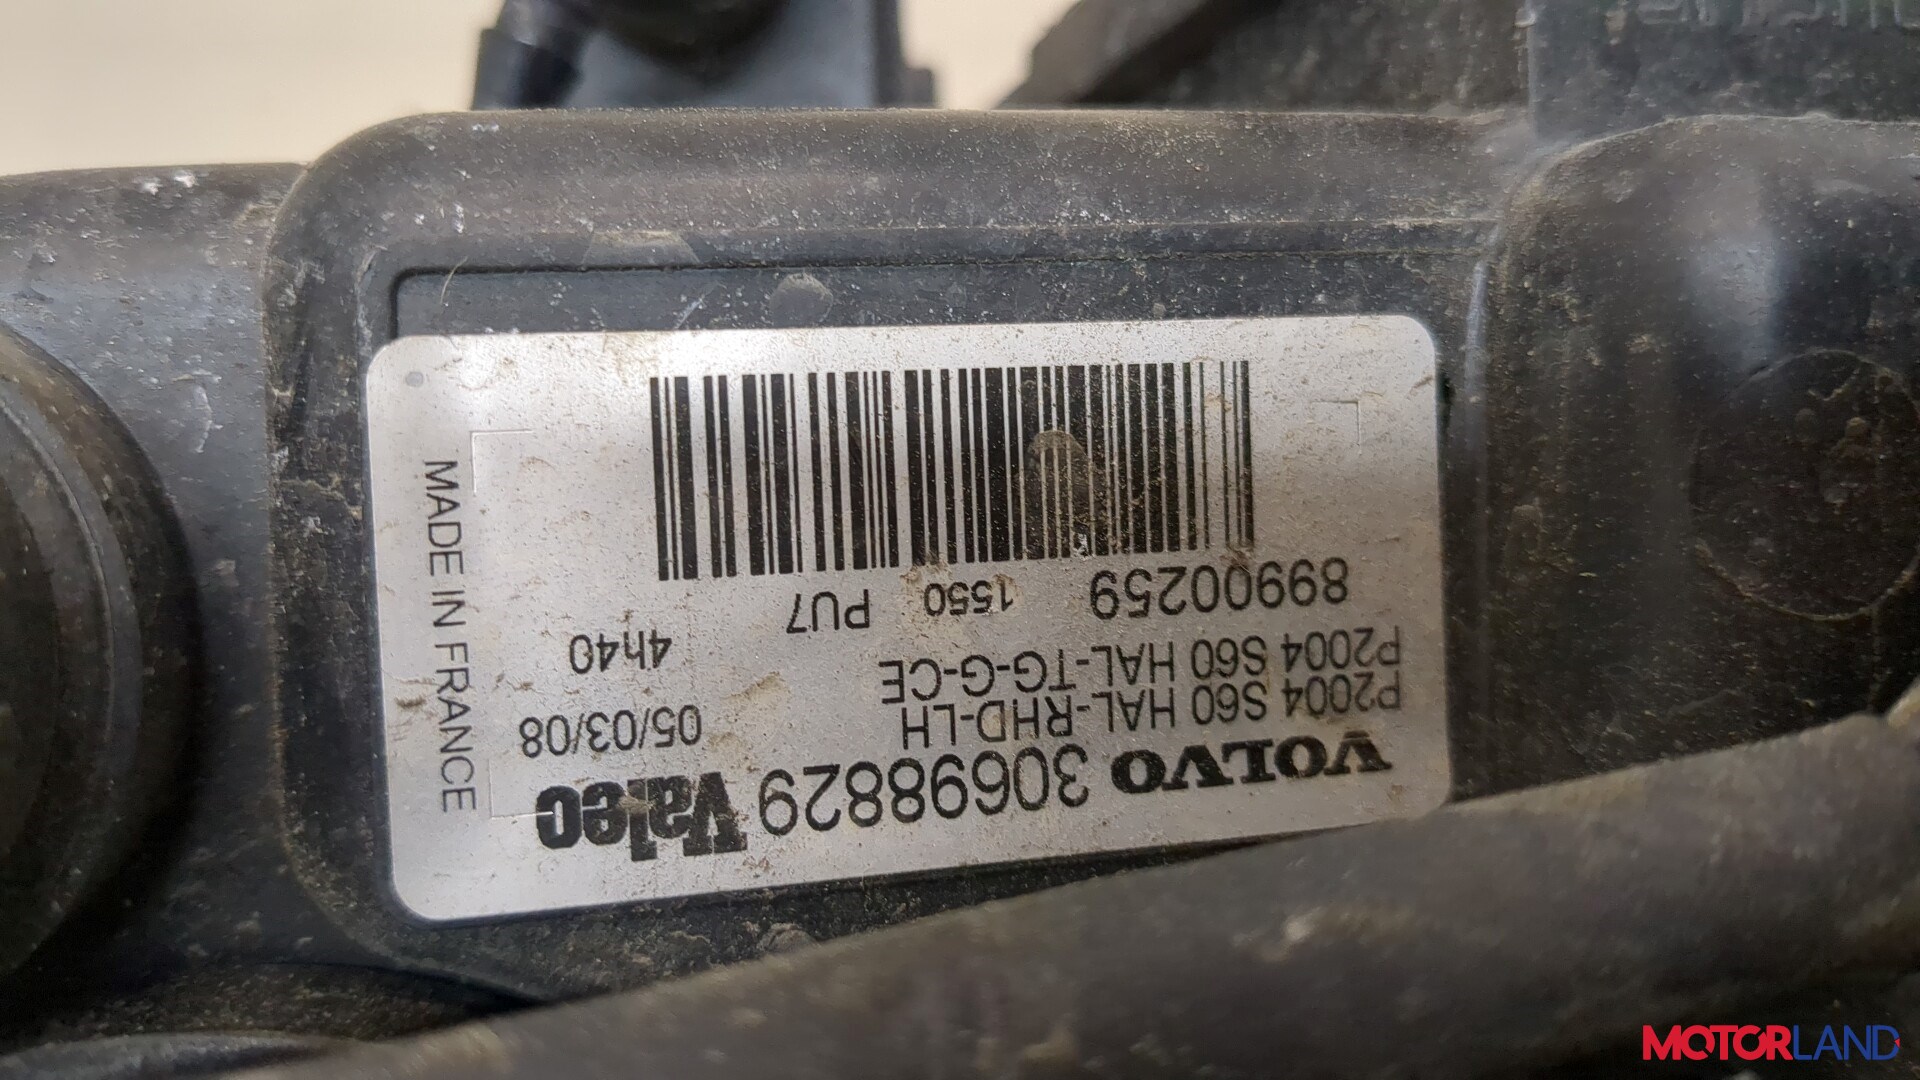 VOLVO 30698829 Valeo
P2004 S60 HAL-RHD-LH 05/03/08
P2004 S60 HAL-TG-G-CE 4h40
89900259 1550 PU7
MADE IN FRANCE
MOTORLAND